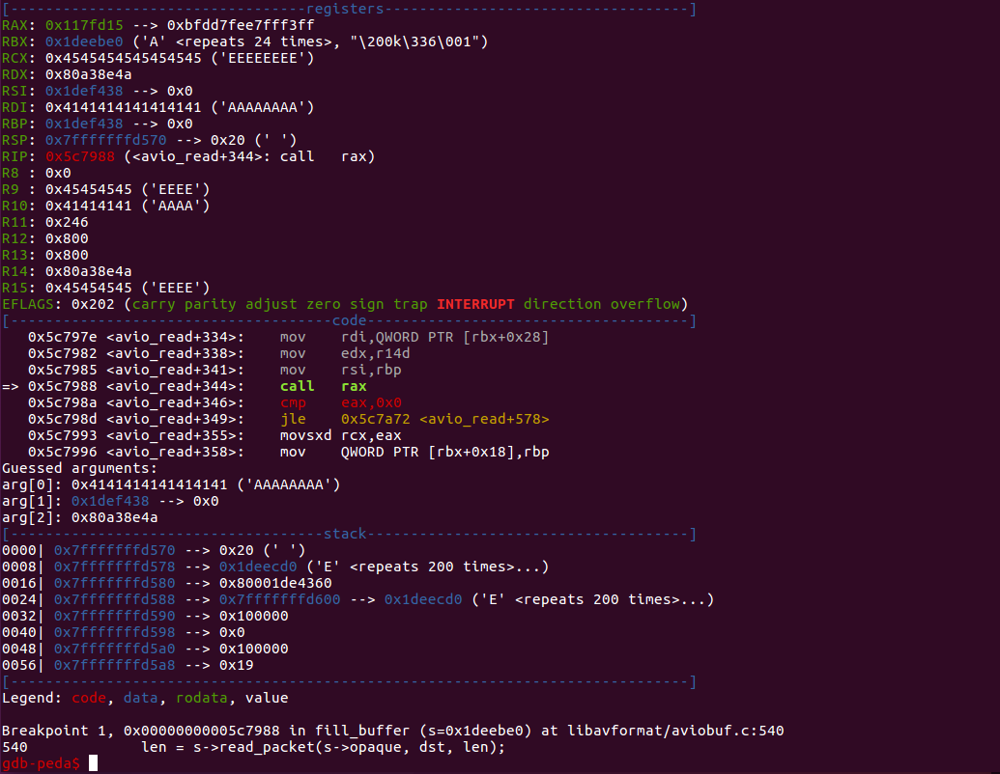 [----------------------------------registers-----------------------------------]
RAX: 0x117fd15 --> 0xbfdd7fee7fff3ff
RBX: 0x1deebe0 ('A' <repeats 24 times>, "\200k\336\001")
RCX: 0x4545454545454545 ('EEEEEEEE')
RDX: 0x80a38e4a
RSI: 0x1def438 --> 0x0
RDI: 0x4141414141414141 ('AAAAAAAA')
RBP: 0x1def438 --> 0x0
RSP: 0x7fffffffd570 --> 0x20 (' ')
RIP: 0x5c7988 (<avio_read+344>: call   rax)
R8 : 0x0
R9 : 0x45454545 ('EEEE')
R10: 0x41414141 ('AAAA')
R11: 0x246
R12: 0x800
R13: 0x800
R14: 0x80a38e4a
R15: 0x45454545 ('EEEE')
EFLAGS: 0x202 (carry parity adjust zero sign trap INTERRUPT direction overflow)
[-------------------------------------code-------------------------------------]
   0x5c797e <avio_read+334>:    mov    rdi,QWORD PTR [rbx+0x28]
   0x5c7982 <avio_read+338>:    mov    edx,r14d
   0x5c7985 <avio_read+341>:    mov    rsi,rbp
=> 0x5c7988 <avio_read+344>:    call   rax
   0x5c798a <avio_read+346>:    cmp    eax,0x0
   0x5c798d <avio_read+349>:    jle    0x5c7a72 <avio_read+578>
   0x5c7993 <avio_read+355>:    movsxd rcx,eax
   0x5c7996 <avio_read+358>:    mov    QWORD PTR [rbx+0x18],rbp
Guessed arguments:
arg[0]: 0x4141414141414141 ('AAAAAAAA')
arg[1]: 0x1def438 --> 0x0
arg[2]: 0x80a38e4a
[------------------------------------stack-------------------------------------]
0000| 0x7fffffffd570 --> 0x20 (' ')
0008| 0x7fffffffd578 --> 0x1deecd0 ('E' <repeats 200 times>...)
0016| 0x7fffffffd580 --> 0x80001de4360
0024| 0x7fffffffd588 --> 0x7fffffffd600 --> 0x1deecd0 ('E' <repeats 200 times>...)
0032| 0x7fffffffd590 --> 0x100000
0040| 0x7fffffffd598 --> 0x0
0048| 0x7fffffffd5a0 --> 0x100000
0056| 0x7fffffffd5a8 --> 0x19
[------------------------------------------------------------------------------]
Legend: code, data, rodata, value

Breakpoint 1, 0x00000000005c7988 in fill_buffer (s=0x1deebe0) at libavformat/aviobuf.c:540
540             len = s->read_packet(s->opaque, dst, len);
gdb-peda$